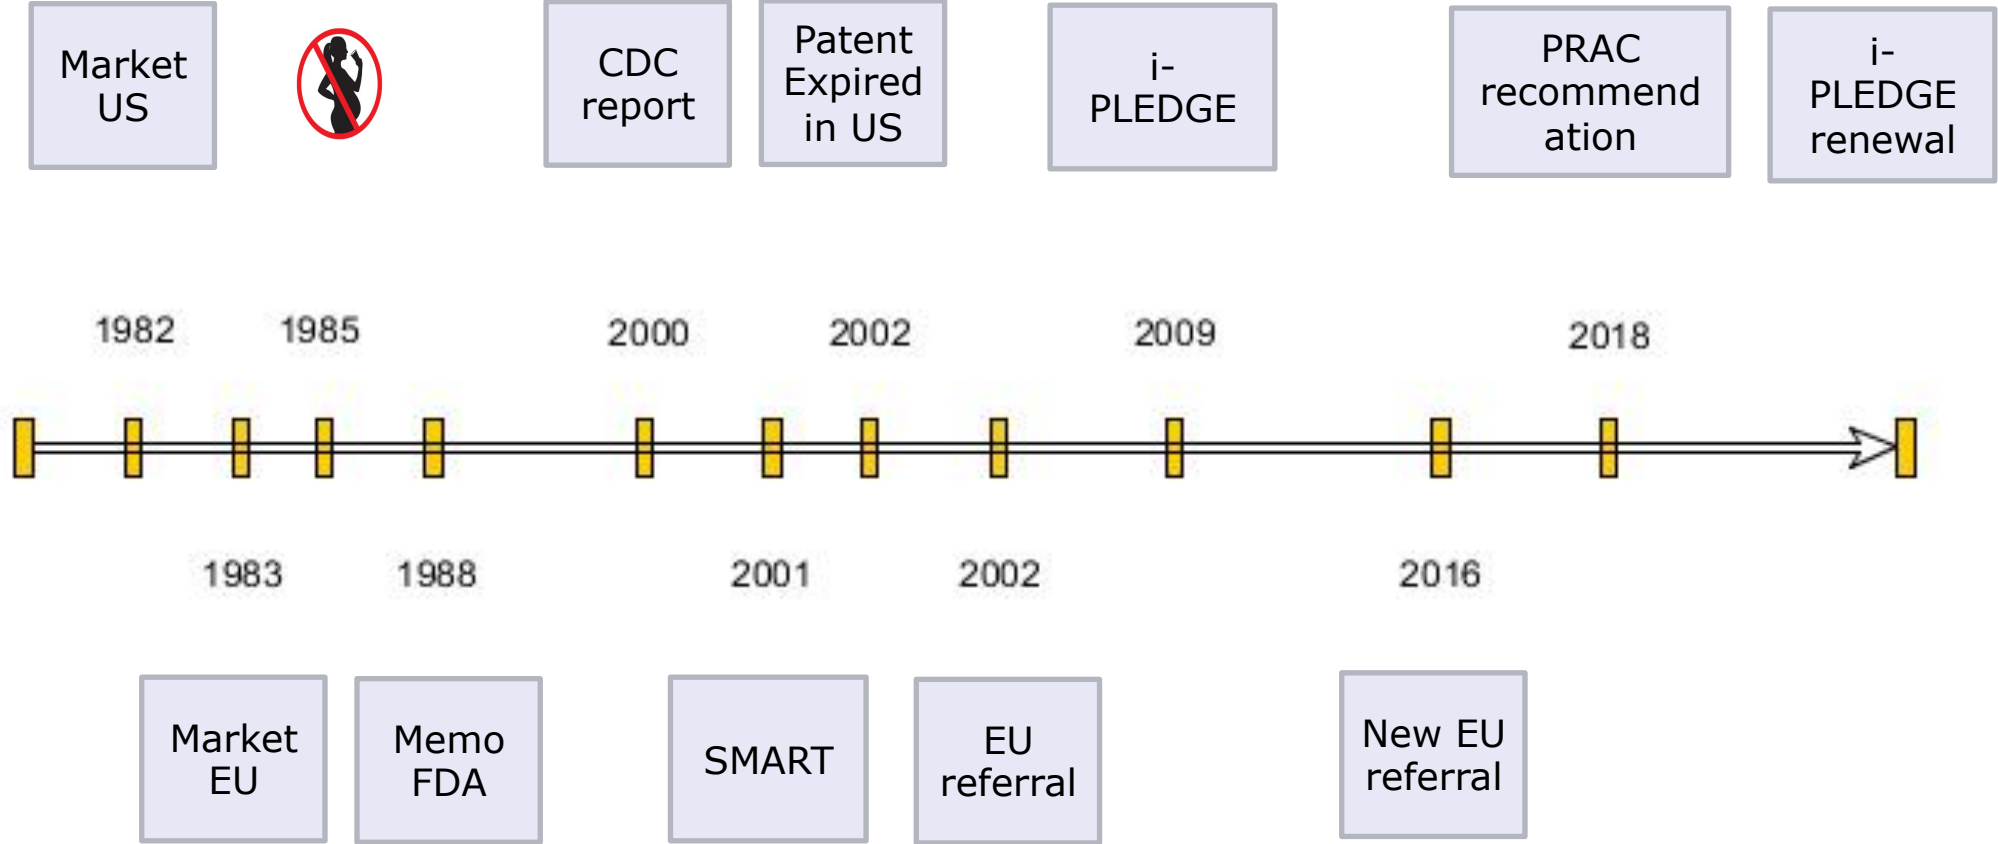 Market
US
CDC
report
Patent
Expired
in US
i-
PLEDGE
PRAC
recommend
ation
i-
PLEDGE
renewal
1982
1985
2000
2002
2009
2018
1983
1988
2001
2002
2016
Market
EU
Memo
FDA
SMART
EU
referral
New EU
referral